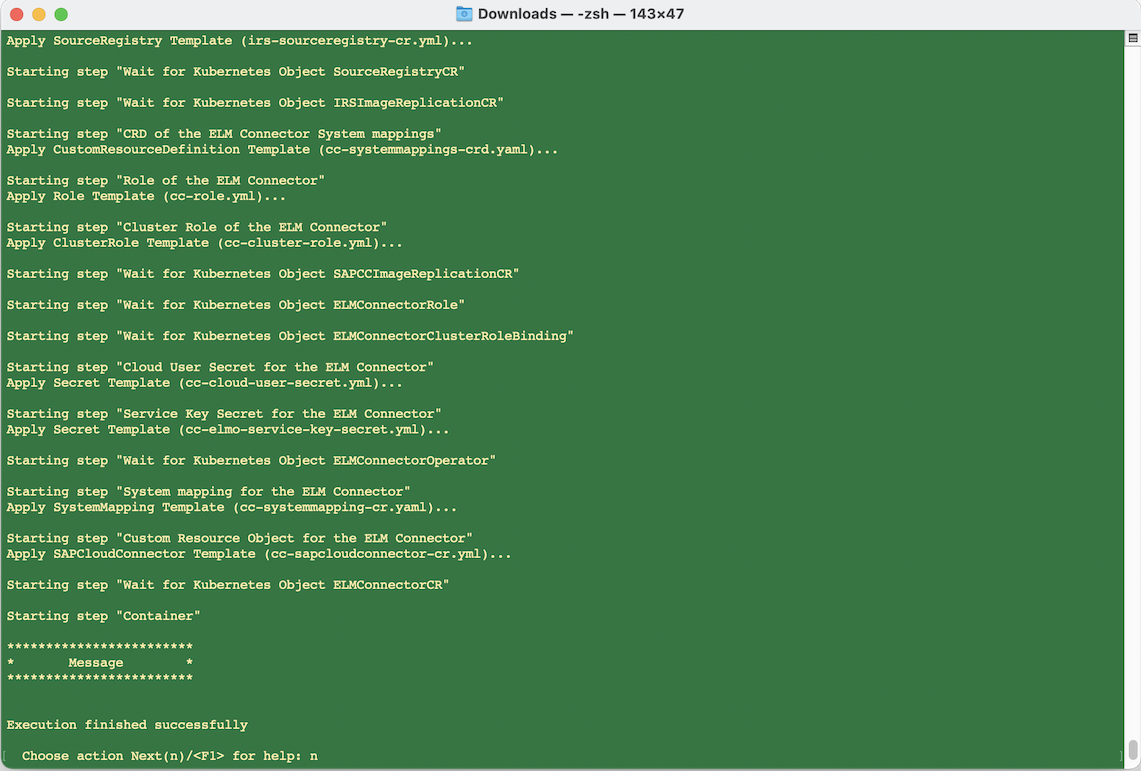 Downloads — -zsh — 143×47
Apply SourceRegistry Template (irs-sourceregistry-cr.yml)...
Starting step "Wait for Kubernetes Object SourceRegistryCR"
Starting step "Wait for Kubernetes Object IRSImageReplicationCR"
Starting step "CRD of the ELM Connector System mappings"
Apply CustomResourceDefinition Template (cc-systemmappings-crd.yaml)...
Starting step "Role of the ELM Connector"
Apply Role Template (cc-role.yml)...
Starting step "Cluster Role of the ELM Connector"
Apply ClusterRole Template (cc-cluster-role.yml)...
Starting step "Wait for Kubernetes Object SAPCCImageReplicationCR"
Starting step "Wait for Kubernetes Object ELMConnectorRole"
Starting step "Wait for Kubernetes Object ELMConnectorClusterRoleBinding"
Starting step "Cloud User Secret for the ELM Connector"
Apply Secret Template (cc-cloud-user-secret.yml)...
Starting step "Service Key Secret for the ELM Connector"
Apply Secret Template (cc-elmo-service-key-secret.yml)...
Starting step "Wait for Kubernetes Object ELMConnectorOperator"
Starting step "System mapping for the ELM Connector"
Apply SystemMapping Template (cc-systemmapping-cr.yaml)...
Starting step "Custom Resource Object for the ELM Connector"
Apply SAPCloudConnector Template (cc-sapcloudconnector-cr.yml)...
Starting step "Wait for Kubernetes Object ELMConnectorCR"
Starting step "Container"
************************
*       Message        *
************************
Execution finished successfully
[ Choose action Next(n)/<F1> for help: n ]